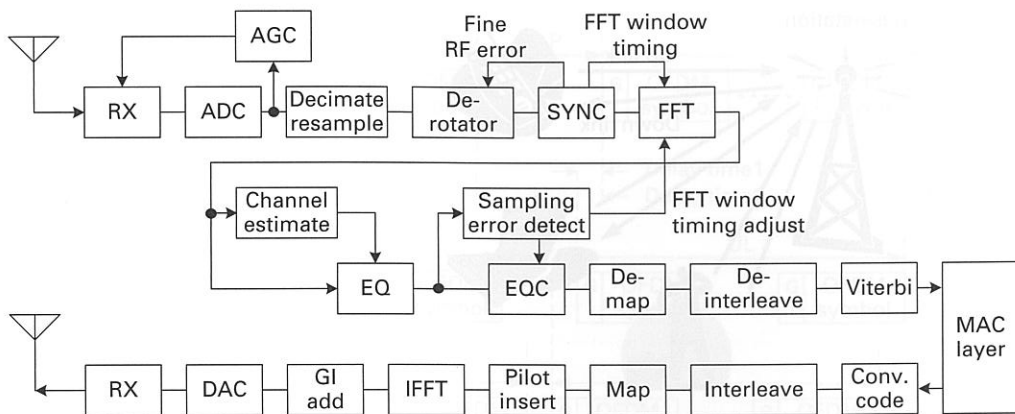 AGC
Fine
RF error
FFT window
timing
RX
ADC
Decimate
resample
De-
rotator
SYNC
FFT
Channel
estimate
Sampling
error detect
FFT window
timing adjust
EQ
EQC
De-
map
De-
interleave
Viterbi
MAC
layer
RX
DAC
GI
add
IFFT
Pilot
insert
Map
Interleave
Conv.
code